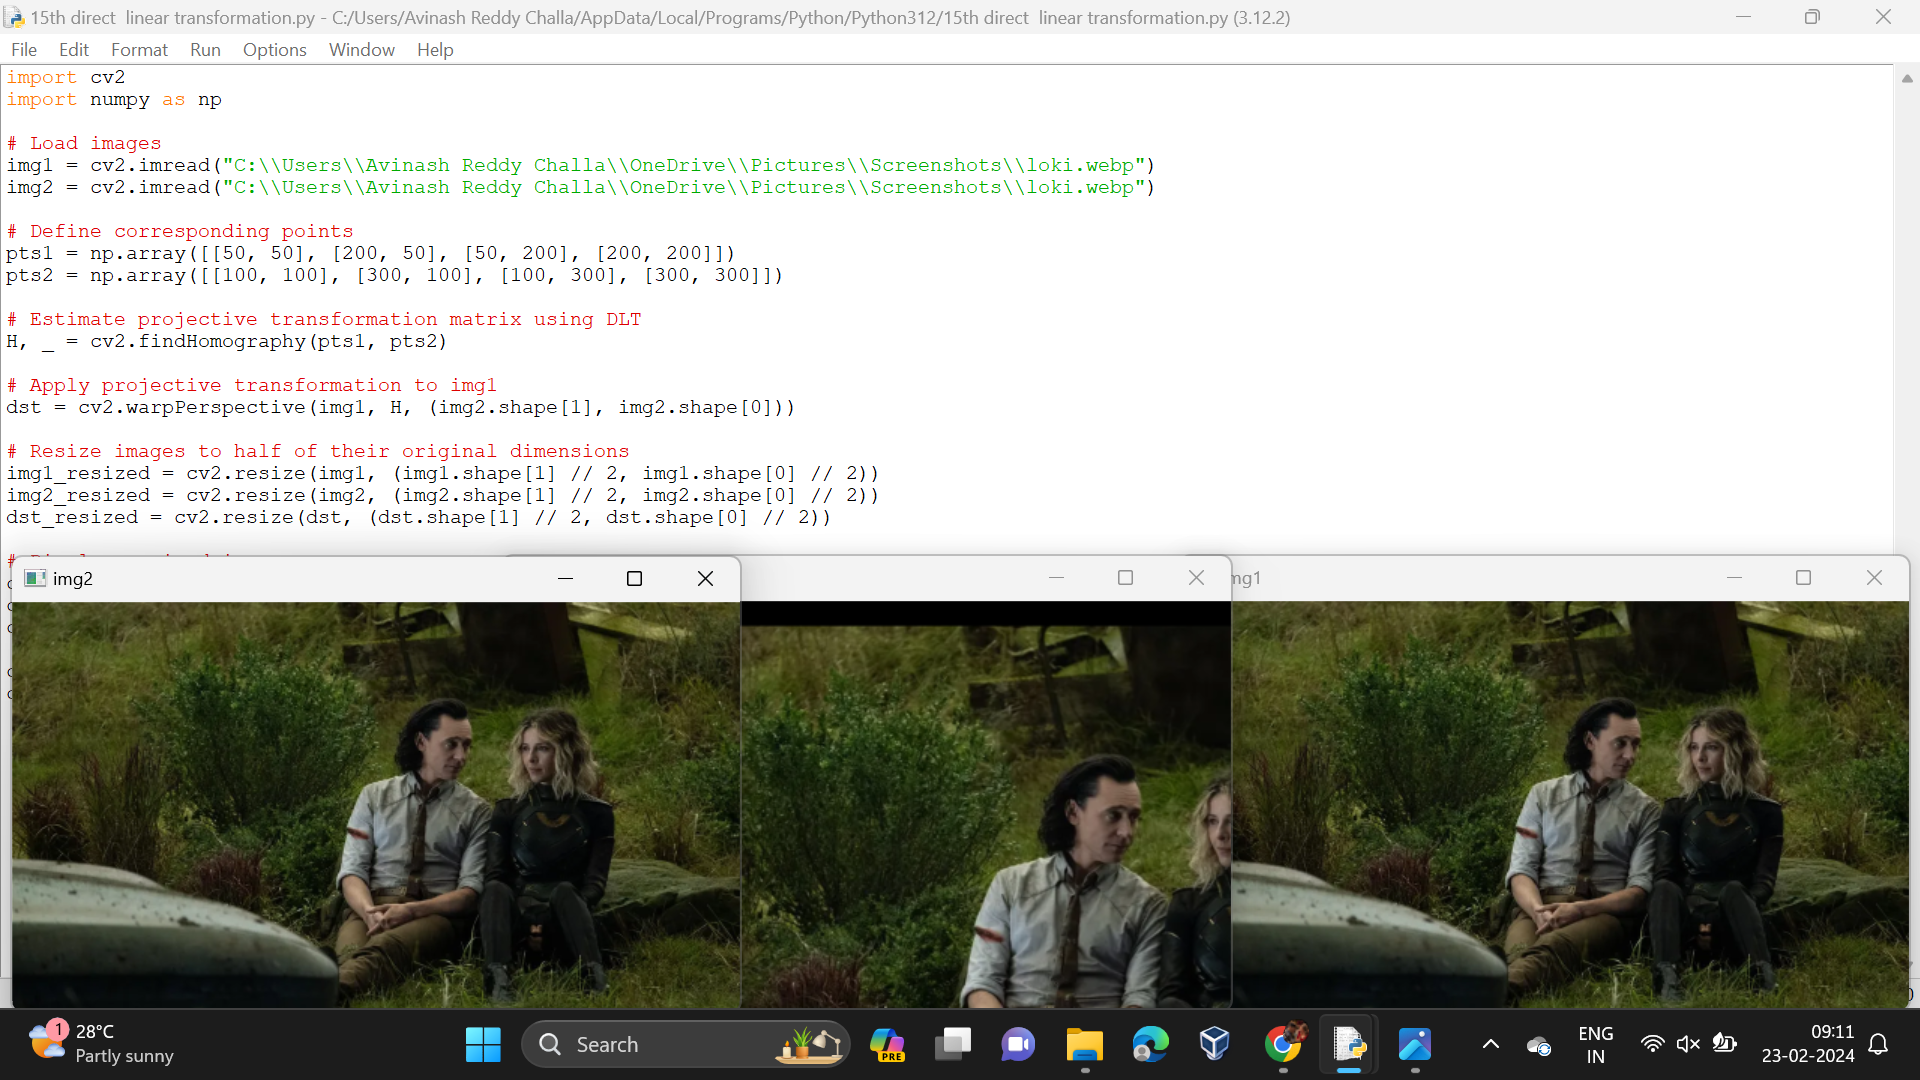 15th direct  linear transformation.py - C:/Users/Avinash Reddy Challa/AppData/Local/Programs/Python/Python312/15th direct  linear transformation.py (3.12.2)
File Edit Format Run Options Window Help
import cv2
import numpy as np
# Load images
img1 = cv2.imread("C:\\Users\\Avinash Reddy Challa\\OneDrive\\Pictures\\Screenshots\\loki.webp")
img2 = cv2.imread("C:\\Users\\Avinash Reddy Challa\\OneDrive\\Pictures\\Screenshots\\loki.webp")
# Define corresponding points
pts1 = np.array([[50, 50], [200, 50], [50, 200], [200, 200]])
pts2 = np.array([[100, 100], [300, 100], [100, 300], [300, 300]])
# Estimate projective transformation matrix using DLT
H, _ = cv2.findHomography(pts1, pts2)
# Apply projective transformation to img1
dst = cv2.warpPerspective(img1, H, (img2.shape[1], img2.shape[0]))
# Resize images to half of their original dimensions
img1_resized = cv2.resize(img1, (img1.shape[1] // 2, img1.shape[0] // 2))
img2_resized = cv2.resize(img2, (img2.shape[1] // 2, img2.shape[0] // 2))
dst_resized = cv2.resize(dst, (dst.shape[1] // 2, dst.shape[0] // 2))
#
img2
mg1
1
28°C
Partly sunny
Search
PRE
ENG
IN
09:11
23-02-2024